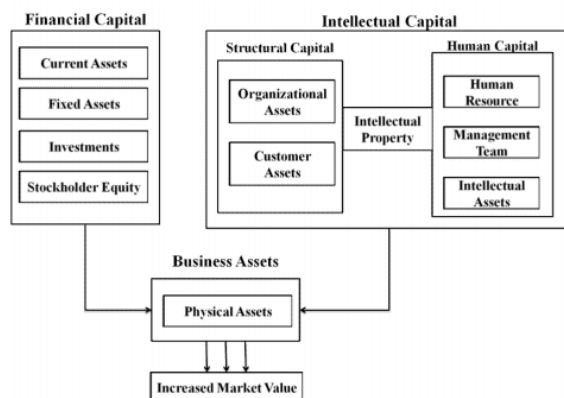 Financial Capital
Current Assets
Fixed Assets
Investments
Stockholder Equity
Intellectual Capital
Structural Capital
Organizational
Assets
Customer
Assets
Intellectual
Property
Human Capital
Human
Resource
Management
Team
Intellectual
Assets
Business Assets
Physical Assets
Increased Market Value